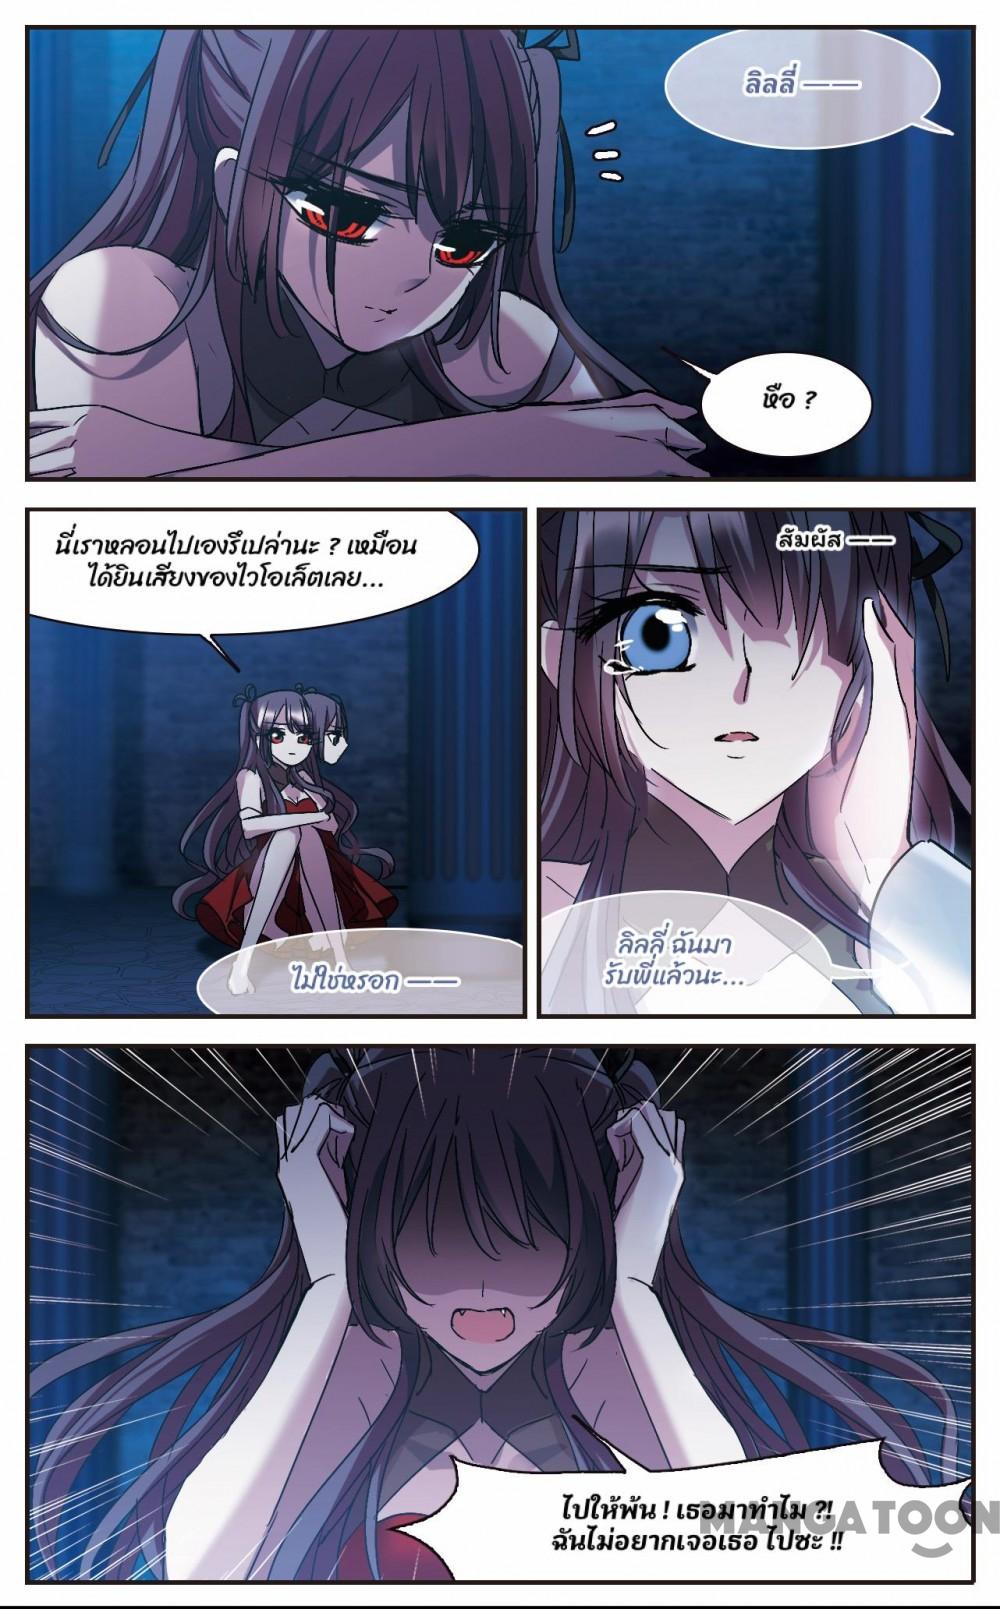 ลิลลี่ ——
หือ ?
นี่เราหลอนไปเองรึเปล่านะ ? เหมือน
ได้ยินเสียงของไวโอเล็ตเลย...
ไม่ใช่หรอก ——
สัมผัส ——
ลิลลี่ ฉันมา
รับพี่แล้วนะ...
ไปให้พ้น ! เธอมาทำไม ?!
ฉันไม่อยากเจอเธอ ไปซะ !!
MANGATOON